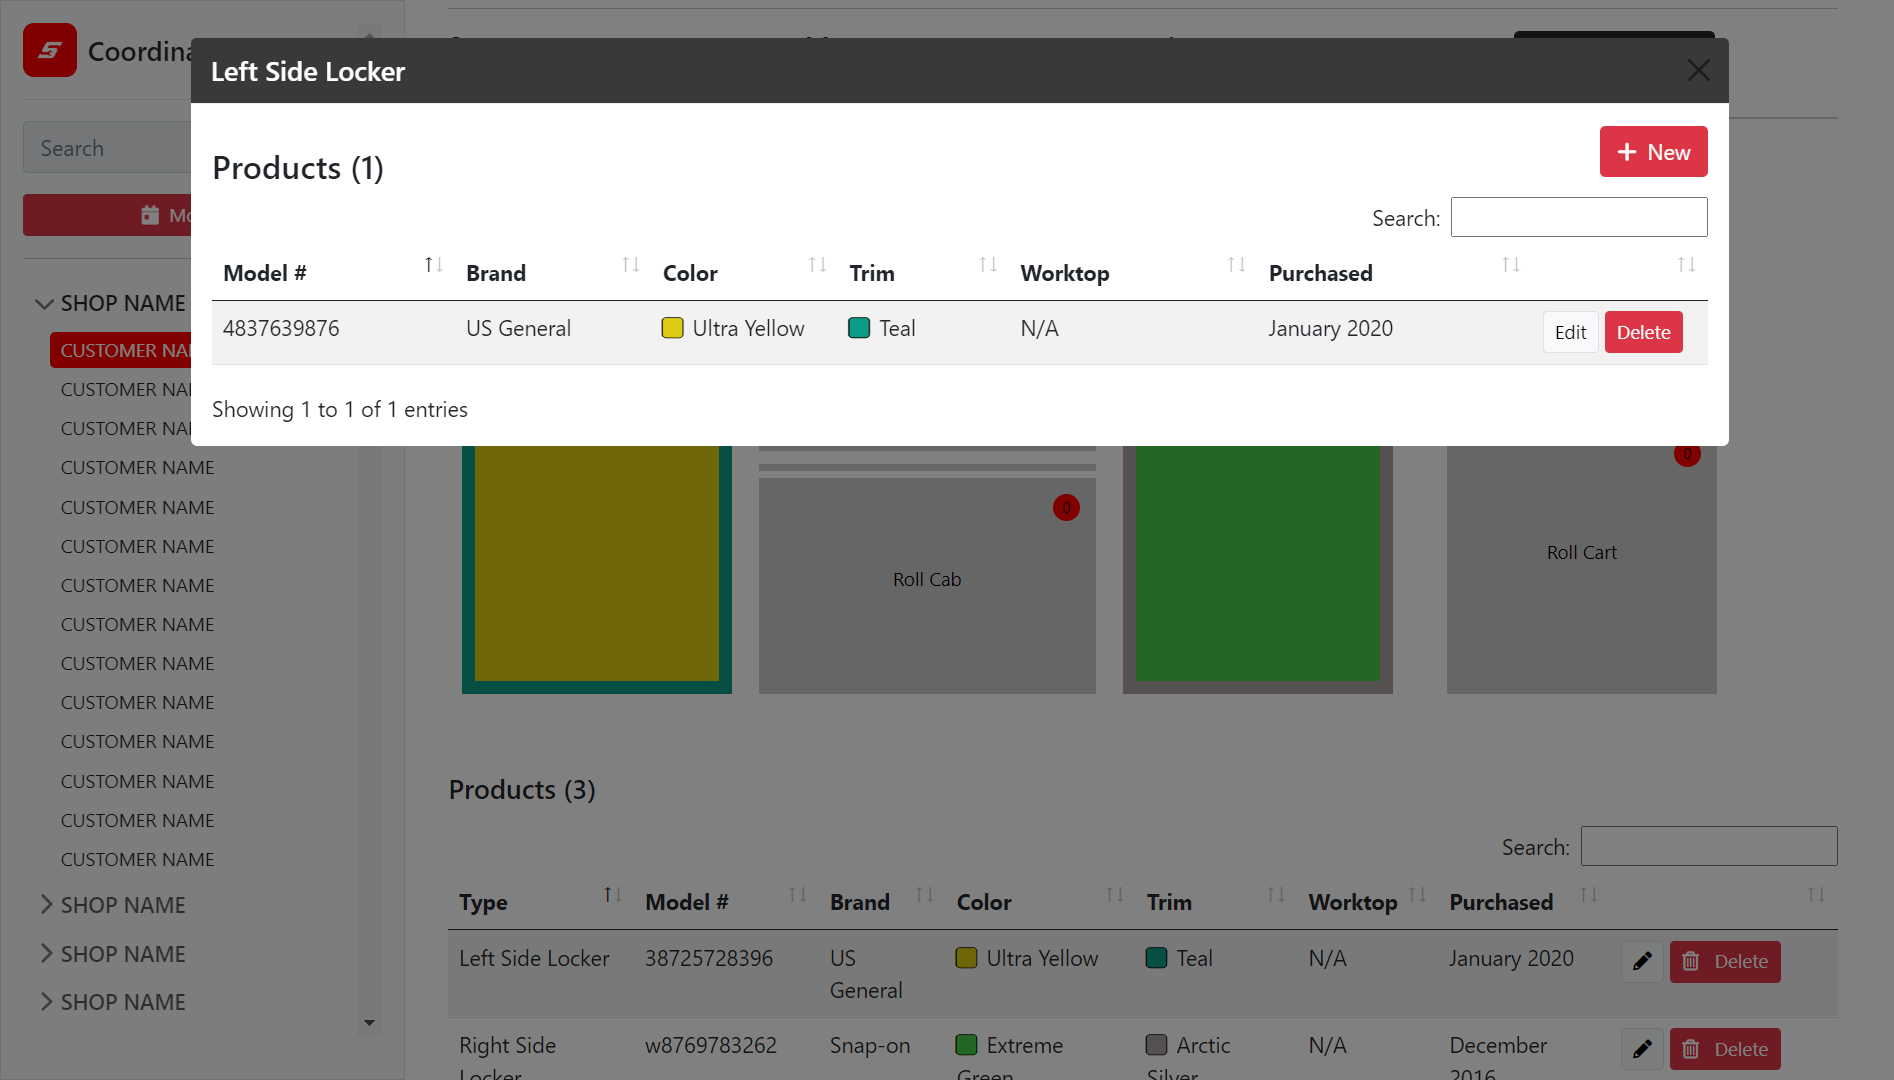 Coordina
Search
Mo
SHOP NAME
CUSTOMER NA
CUSTOMER NA
CUSTOMER NA
CUSTOMER NAME
CUSTOMER NAME
CUSTOMER NAME
CUSTOMER NAME
CUSTOMER NAME
CUSTOMER NAME
CUSTOMER NAME
CUSTOMER NAME
CUSTOMER NAME
CUSTOMER NAME
CUSTOMER NAME
SHOP NAME
SHOP NAME
SHOP NAME
Left Side Locker
New
Products (1)
Search:
Model # Brand Color Trim Worktop Purchased
4837639876 US General Ultra Yellow Teal N/A January 2020 Edit Delete
Showing 1 to 1 of 1 entries
0
0
Roll Cab
Roll Cart
Products (3)
Search:
Type Model # Brand Color Trim Worktop Purchased
Left Side Locker 38725728396 US General Ultra Yellow Teal N/A January 2020 Delete
Right Side Locker w8769783262 Snap-on Extreme Green Arctic Silver N/A December 2016 Delete